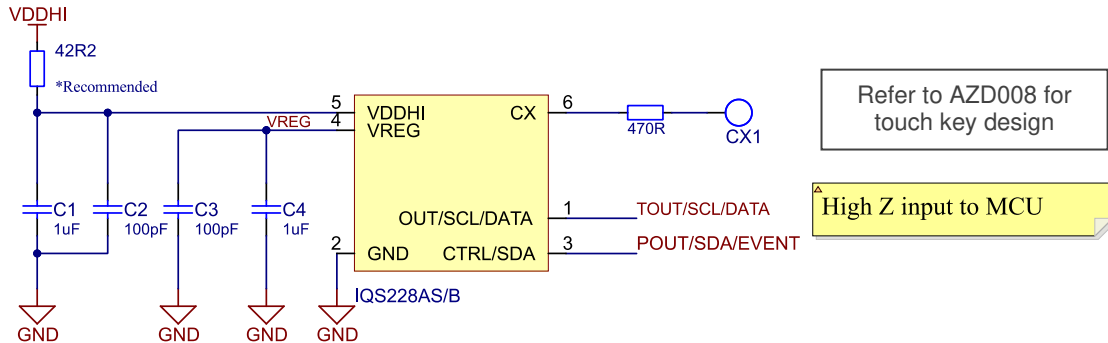 VDDHI
42R2
*Recommended
VREG
5
4
VDDHI
VREG
CX
6
470R
CX1
Refer to AZD008 for
touch key design
C1
1uF
C2
100pF
C3
100pF
C4
1uF
OUT/SCL/DATA
1
TOUT/SCL/DATA
High Z input to MCU
2
GND
CTRL/SDA
3
POUT/SDA/EVENT
IQS228AS/B
GND
GND
GND
GND